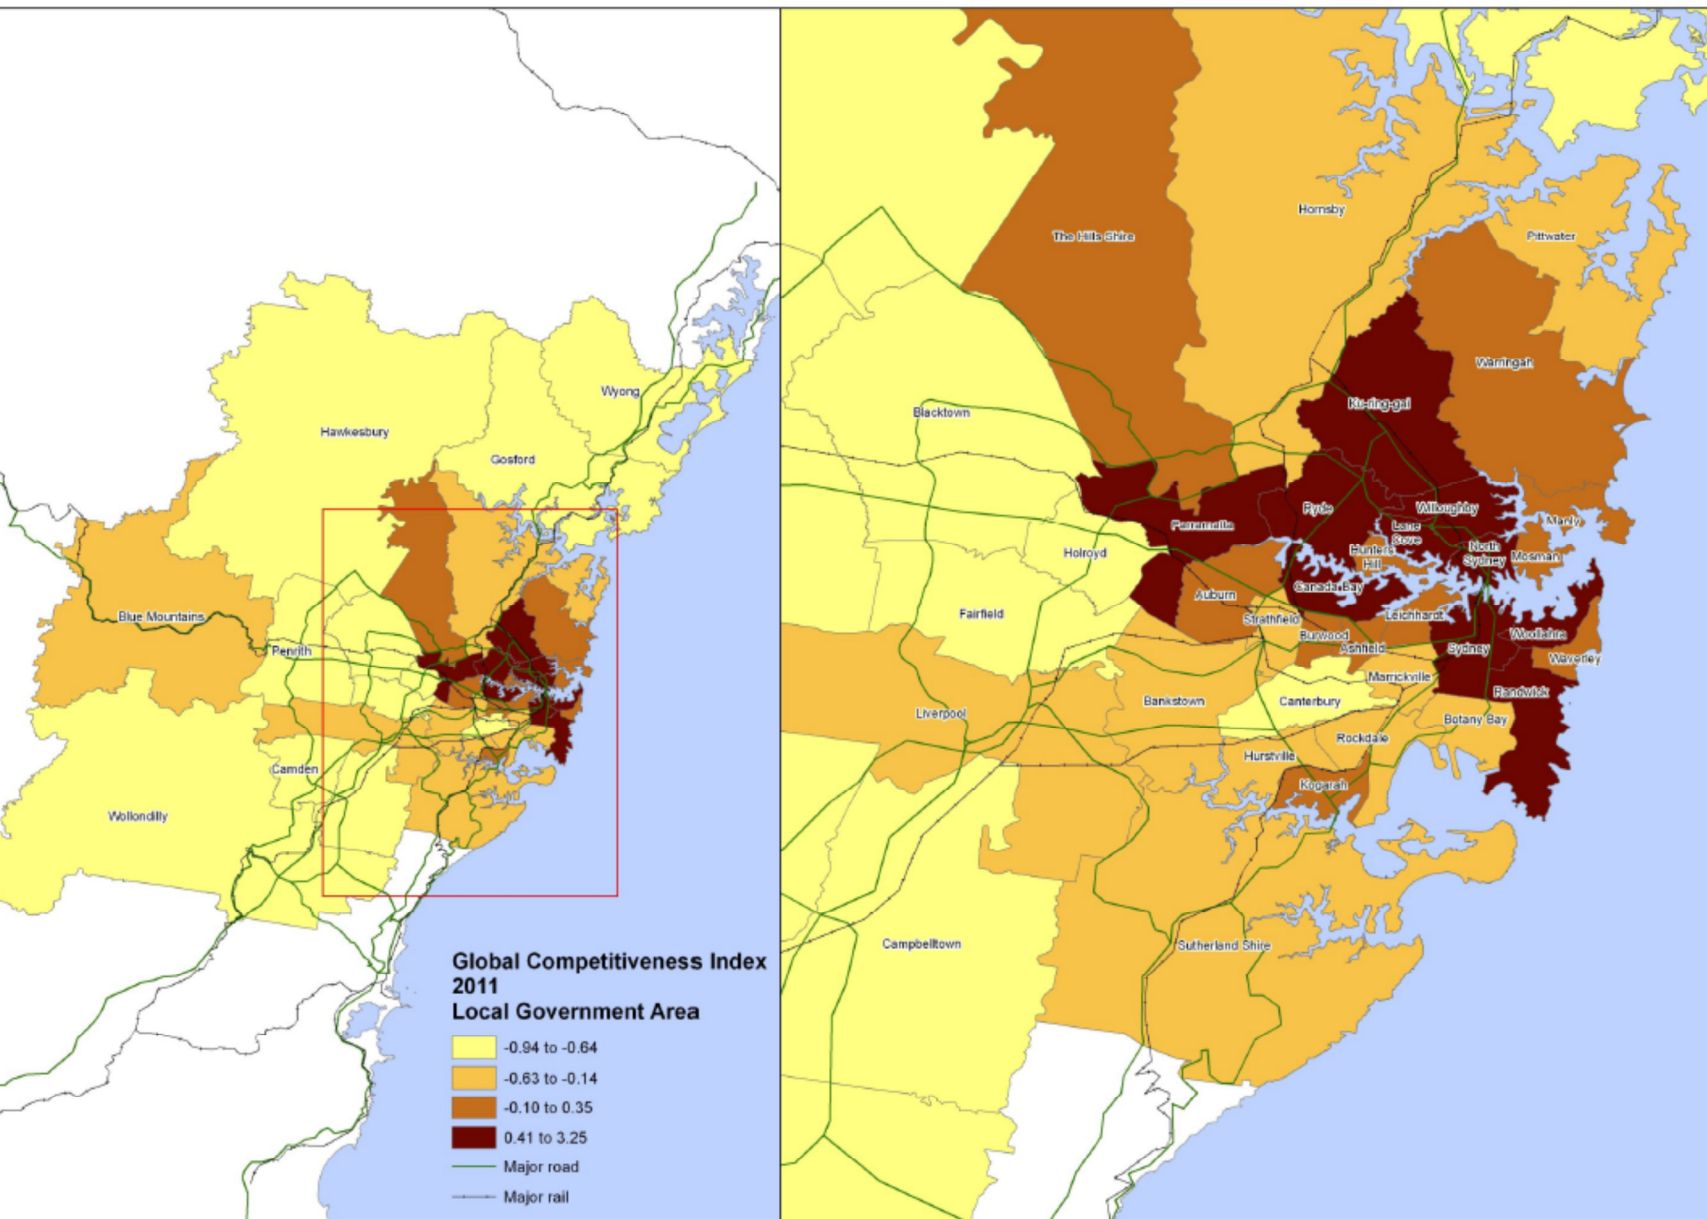 Wyong
Hawkesbury
Gosford
Blue Mountains
Penrith
Camden
Wollondilly
Global Competitiveness Index
2011
Local Government Area
-0.94 to -0.64
-0.63 to -0.14
-0.10 to 0.35
0.41 to 3.25
Major road
Major rail
Hornsby
The Hills Shire
Pittwater
Warringah
Ku-ring-gai
Blacktown
Ryde
Willoughby
Parramatta
Lane
Cove
Manly
Hunters
Hill
North
Sydney
Mosman
Holroyd
Canada Bay
Auburn
Fairfield
Leichhardt
Strathfield
Burwood
Woollahra
Ashfield
Sydney
Waverley
Marrickville
Randwick
Bankstown
Canterbury
Liverpool
Botany Bay
Rockdale
Hurstville
Kogarah
Campbelltown
Sutherland Shire